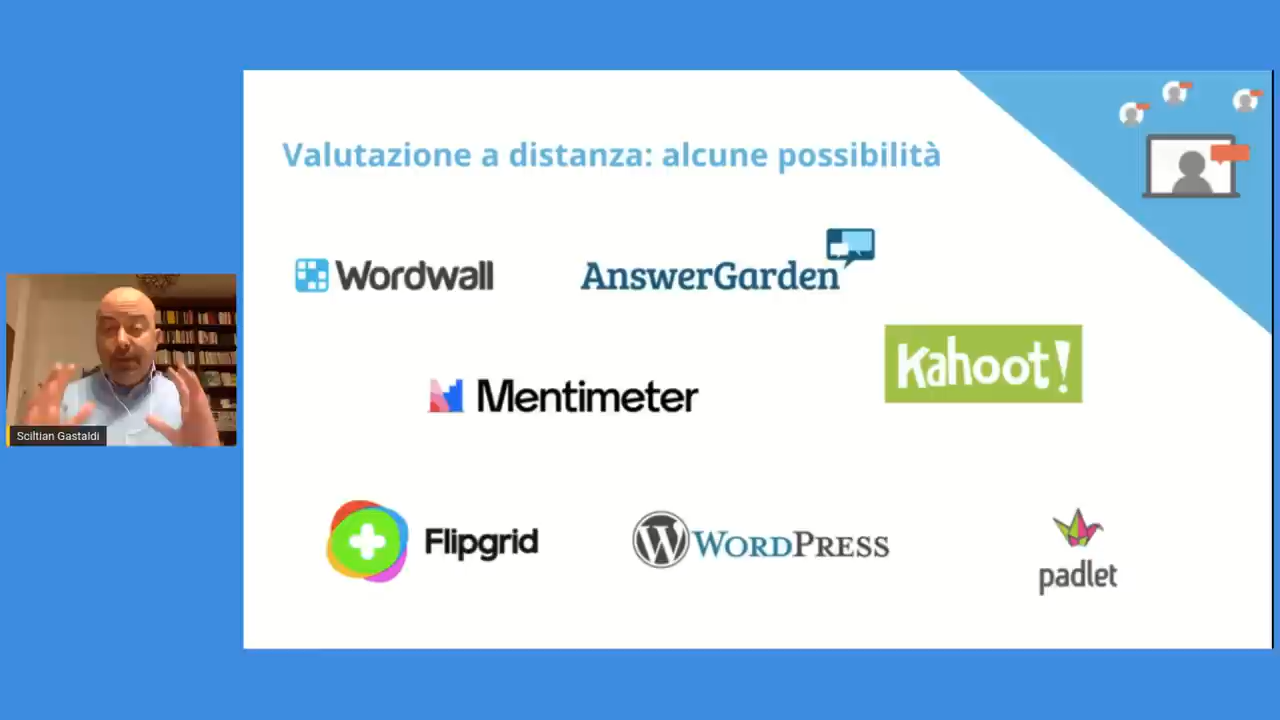 Valutazione a distanza: alcune possibilità
Wordwall
AnswerGarden
Kahoot!
Mentimeter
Sciltian Gastaldi
Flipgrid
WORDPRESS
padlet